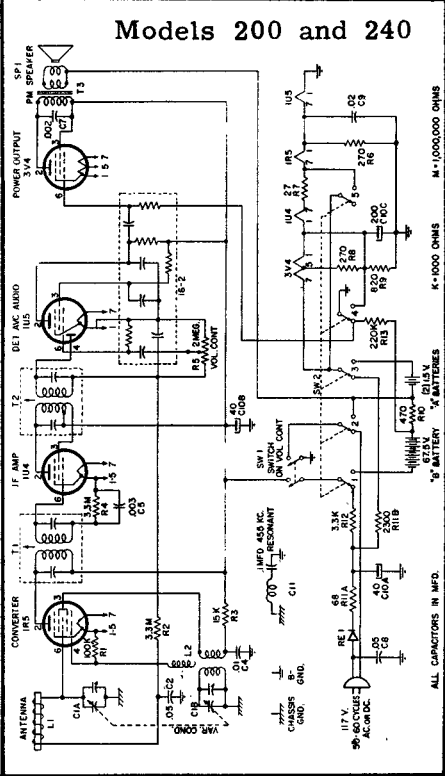 Models 200 and 240
ANTENNA
L1
CONVERTER
1R5
T1
I F AMP
1U4
T2
DET AVC AUDIO
1U5
POWER OUTPUT
3V4
SP1
PM SPEAKER
T3
.002
C7
100K
R1
3.3M
R4
.003
C5
3.3M
R2
C1A
.05 C2
L2
C1B
VAR. COND.
15K
R3
.01
C4
40
C10B
R5 2MEG.
VOL. CONT
16-2
CHASSIS
GND.
B-
GND.
.1MFD 455 KC.
RESONANT
C11
SW 1
SWITCH
ON VOL CONT
SW 2
1U5
1R5
1U4
3V4
.02
C9
270
R6
27
R7
200
C10C
270
R8
820
R9
220K
R13
117 V.
50-60 CYCLES
AC. OR DC.
.05
C8
RE 1
68
R11A
40
C10A
3.3K
R12
2300
R11B
67.5V.
"B" BATTERY
470
R10
(2) 1.5 V.
"A" BATTERIES
ALL CAPACITORS IN MFD.
K=1000 OHMS
M=1,000,000 OHMS